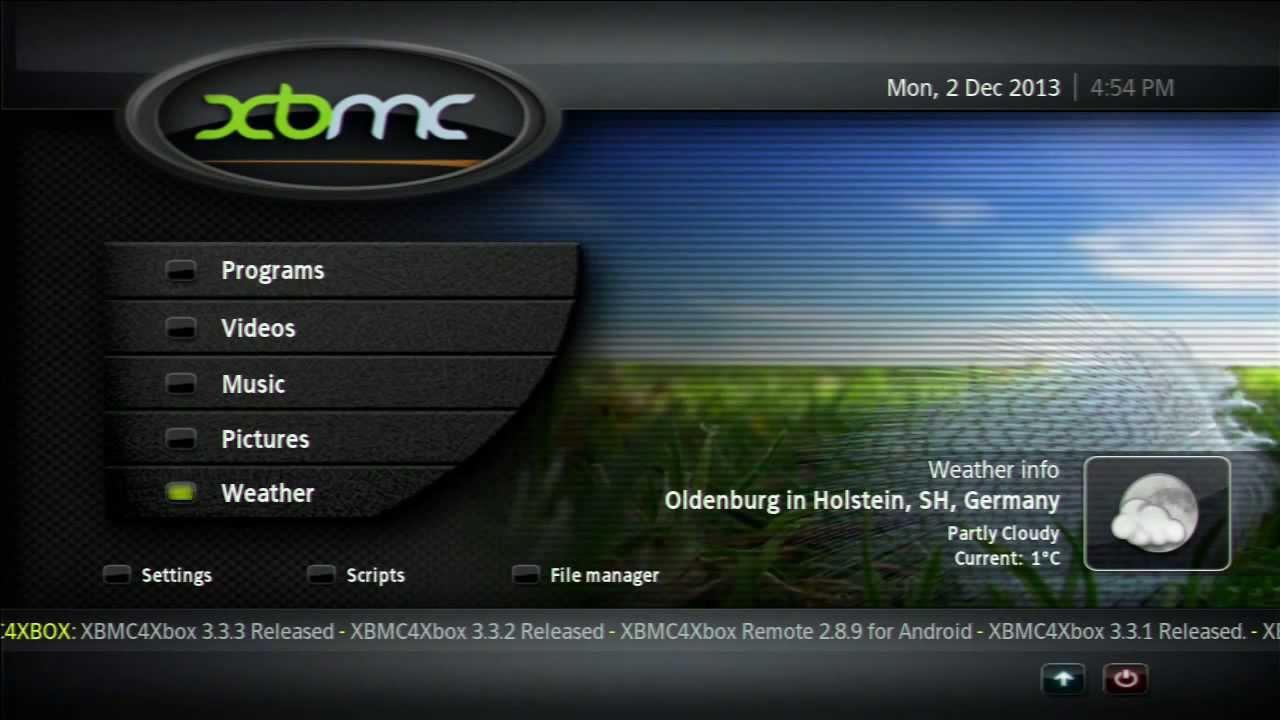 xbmc
Mon, 2 Dec 2013 | 4:54 PM
Programs
Videos
Music
Pictures
Weather
Weather info
Oldenburg in Holstein, SH, Germany
Partly Cloudy
Current: 1°C
Settings
Scripts
File manager
C4XBOX: XBMC4Xbox 3.3.3 Released - XBMC4Xbox 3.3.2 Released - XBMC4Xbox Remote 2.8.9 for Android - XBMC4Xbox 3.3.1 Released. - XB